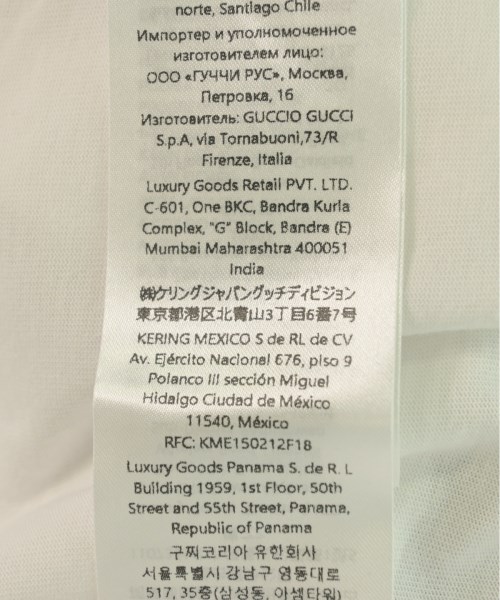 norte, Santiago Chile
Импортер и уполномоченное
изготовителем лицо:
ООО «ГУЧЧИ РУС», Москва,
Петровка, 16
Изготовитель: GUCCIO GUCCI
S.p.A, via Tornabuoni,73/R
Firenze, Italia
Luxury Goods Retail PVT. LTD.
C-601, One BKC, Bandra Kurla
Complex, "G" Block, Bandra (E)
Mumbai Maharashtra 400051
India
㈱ケリングジャパングッチディビジョン
東京都港区北青山3丁目6番7号
KERING MEXICO S de RL de CV
Av. Ejército Nacional 676, piso 9
Polanco III sección Miguel
Hidalgo Ciudad de México
11540, México
RFC: KME150212F18
Luxury Goods Panama S. de R. L
Building 1959, 1st Floor, 50th
Street and 55th Street, Panama,
Republic of Panama
구찌코리아 유한회사
서울특별시 강남구 영동대로
517, 35층(삼성동, 아셈타워)